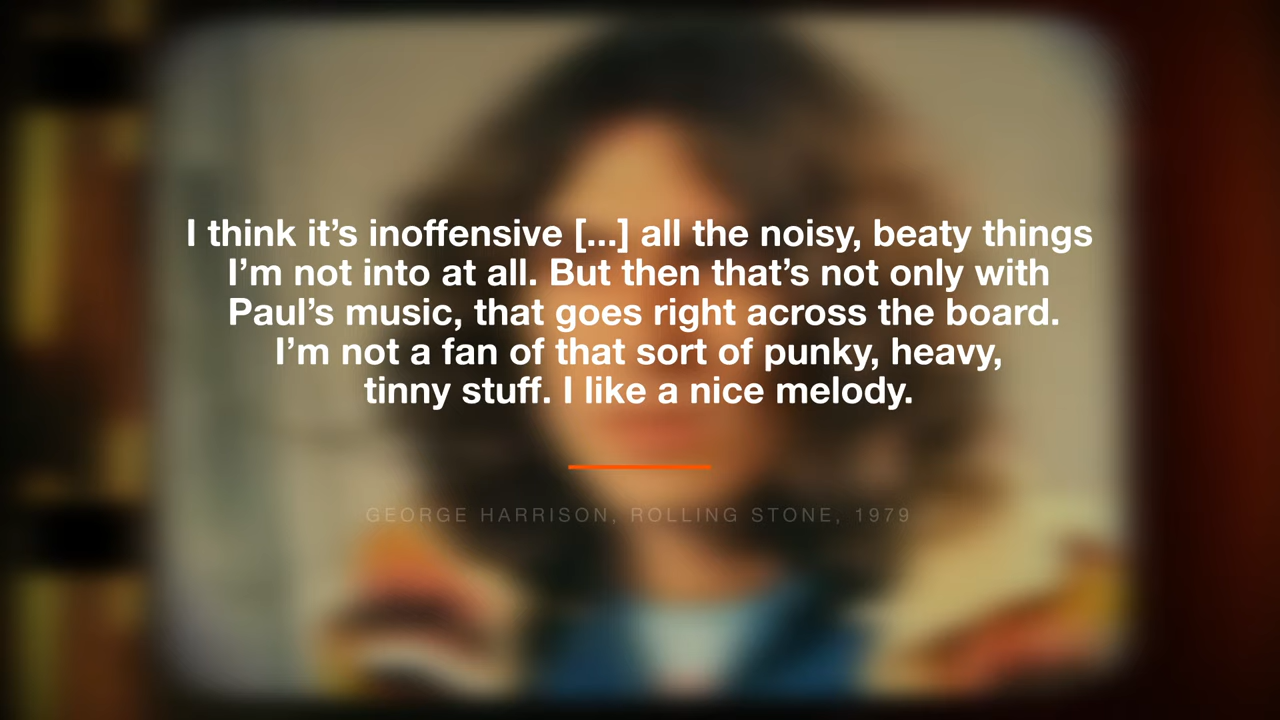 I think it’s inoffensive [...] all the noisy, beaty things
I’m not into at all. But then that’s not only with
Paul’s music, that goes right across the board.
I’m not a fan of that sort of punky, heavy,
tinny stuff. I like a nice melody.
GEORGE HARRISON, ROLLING STONE, 1979